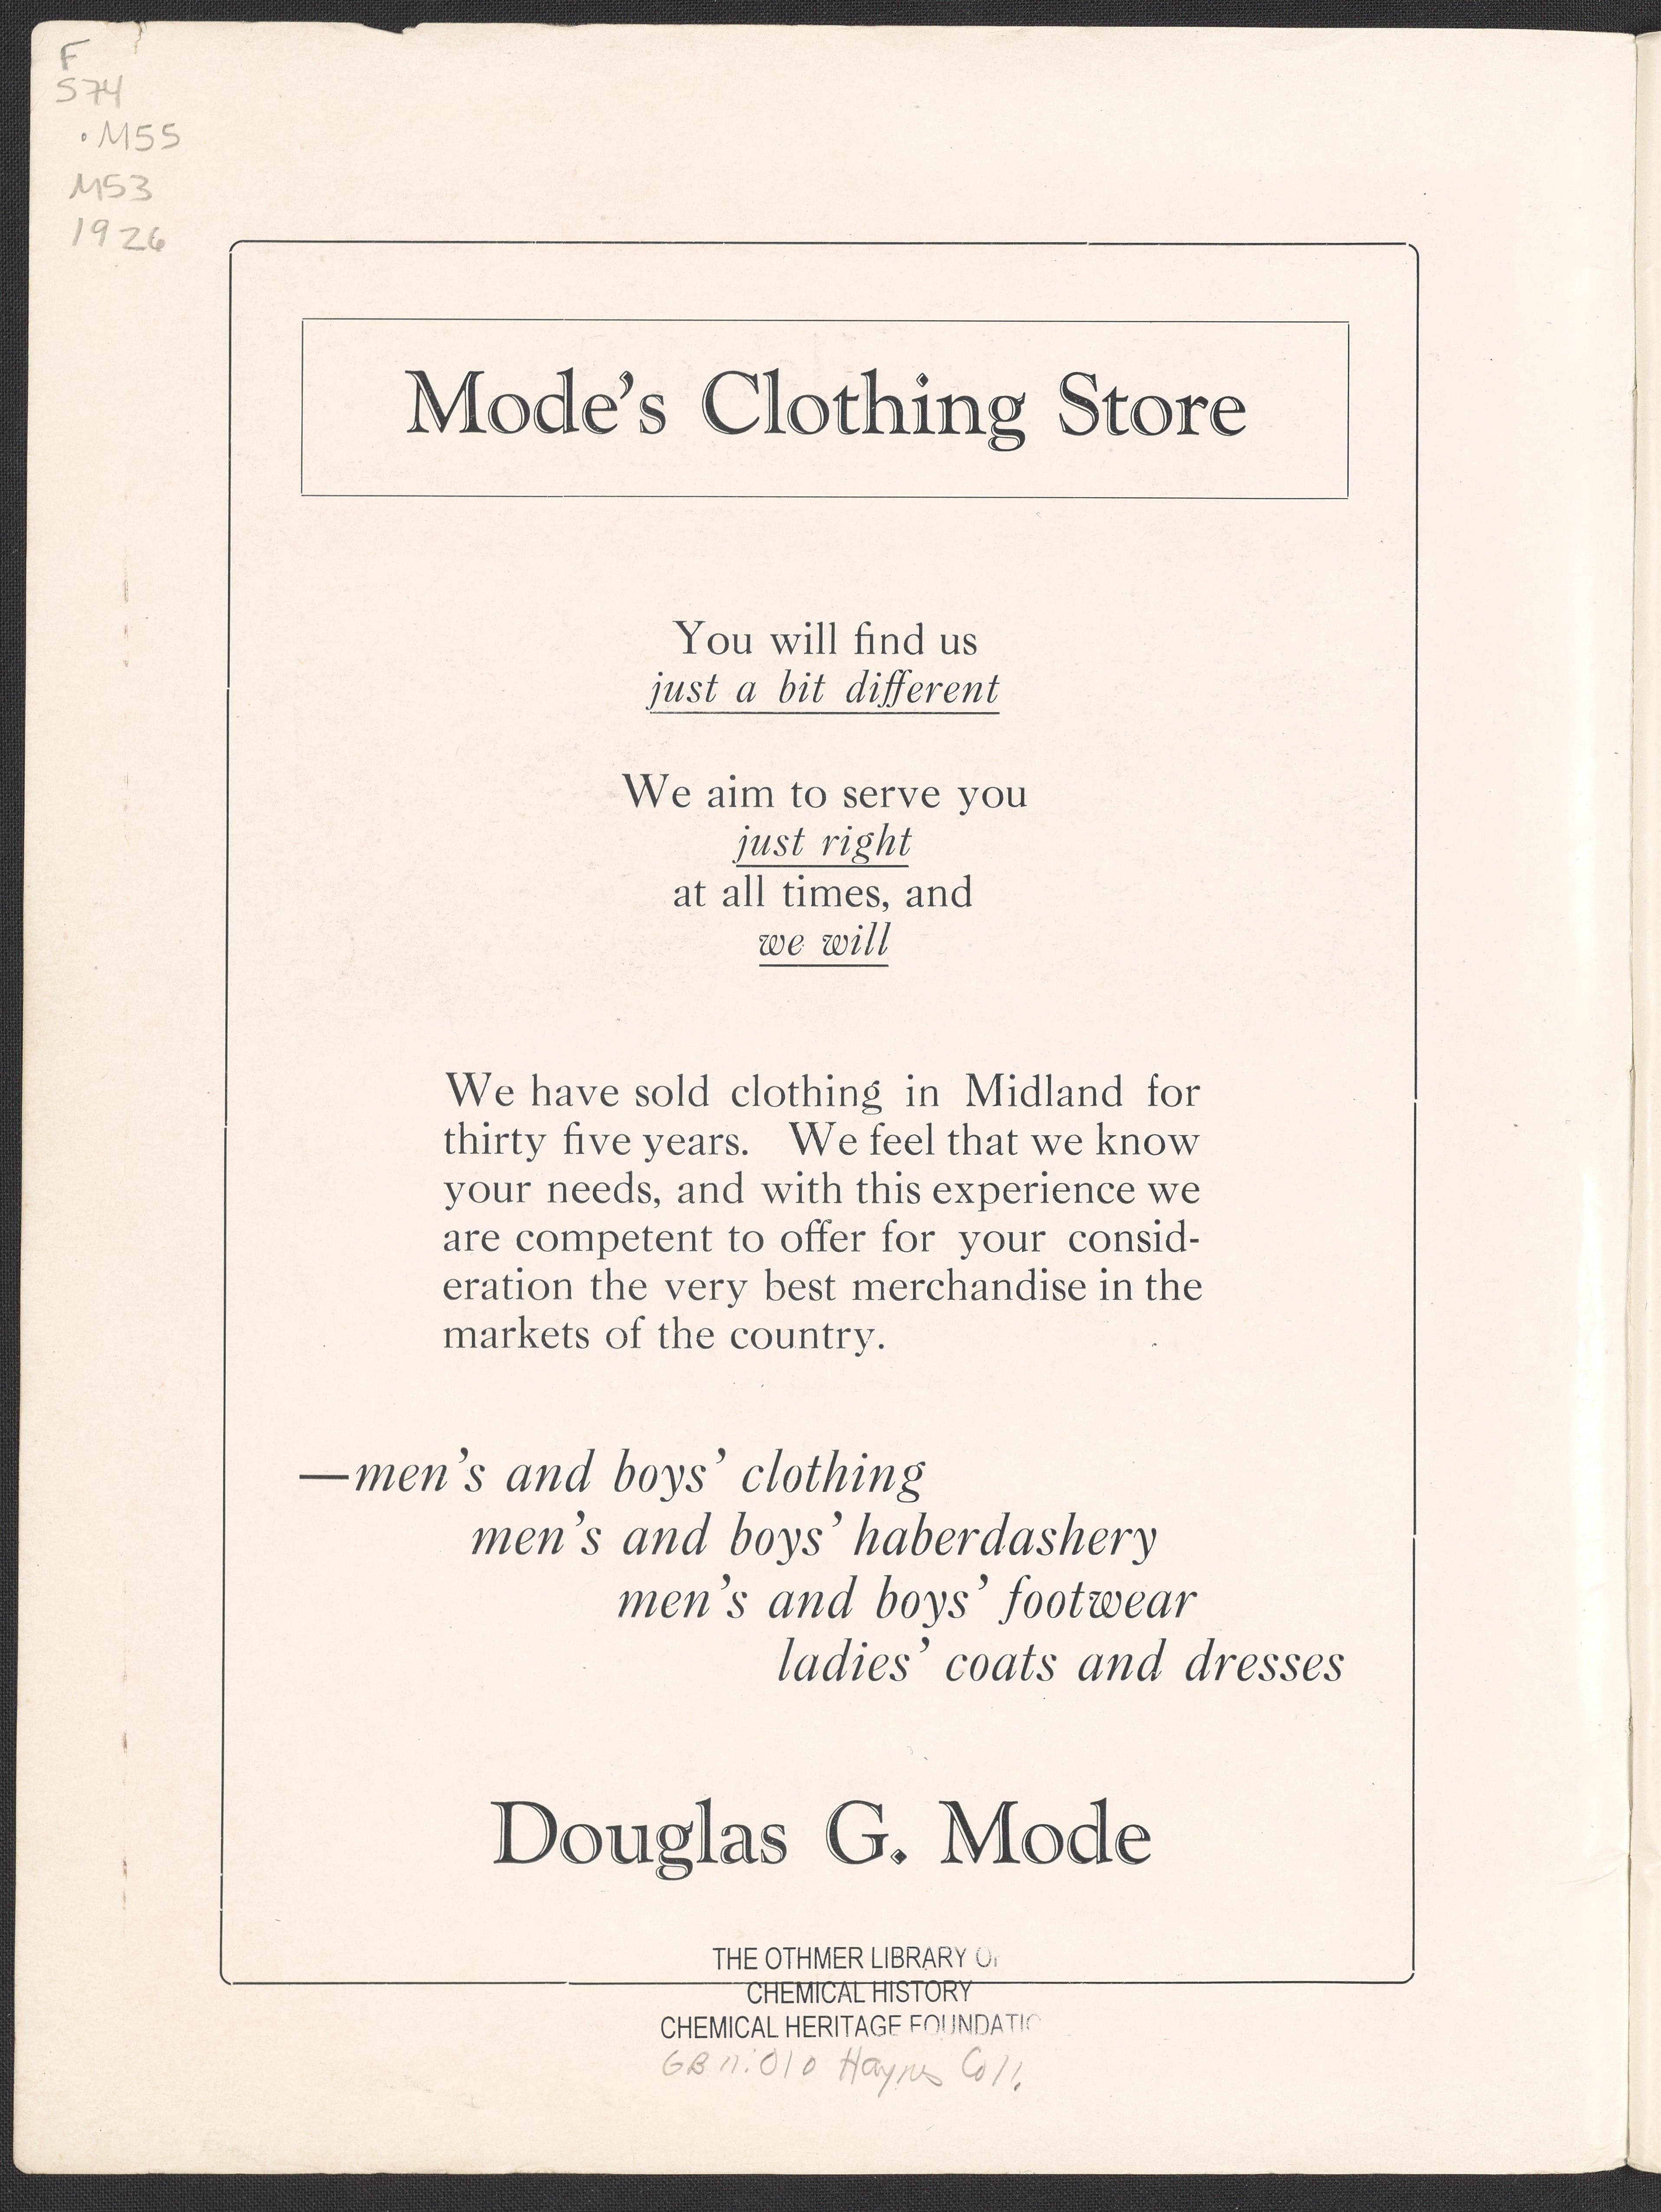 F
574
.M55
M53
1926
Mode's Clothing Store
You will find us
just a bit different
We aim to serve you
just right
at all times, and
we will
We have sold clothing in Midland for
thirty five years. We feel that we know
your needs, and with this experience we
are competent to offer for your consid-
eration the very best merchandise in the
markets of the country.
—men's and boys' clothing
men's and boys' haberdashery
men's and boys' footwear
ladies' coats and dresses
Douglas G. Mode
THE OTHMER LIBRARY OF
CHEMICAL HISTORY
CHEMICAL HERITAGE FOUNDATIO
Haynes Coll.